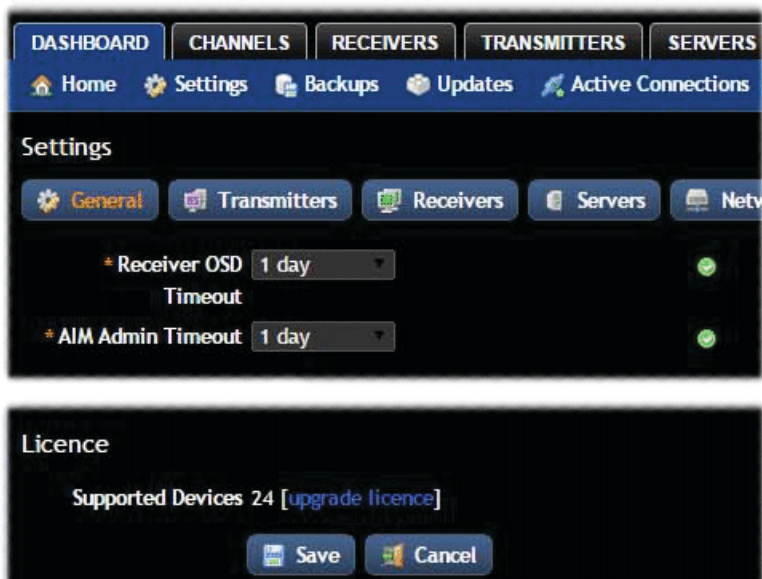 DASHBOARD CHANNELS RECEIVERS TRANSMITTERS SERVERS
Home Settings Backups Updates Active Connections
Settings
General Transmitters Receivers Servers Netw
* Receiver OSD Timeout 1 day
* AIM Admin Timeout 1 day
Licence
Supported Devices 24 [upgrade licence]
Save Cancel